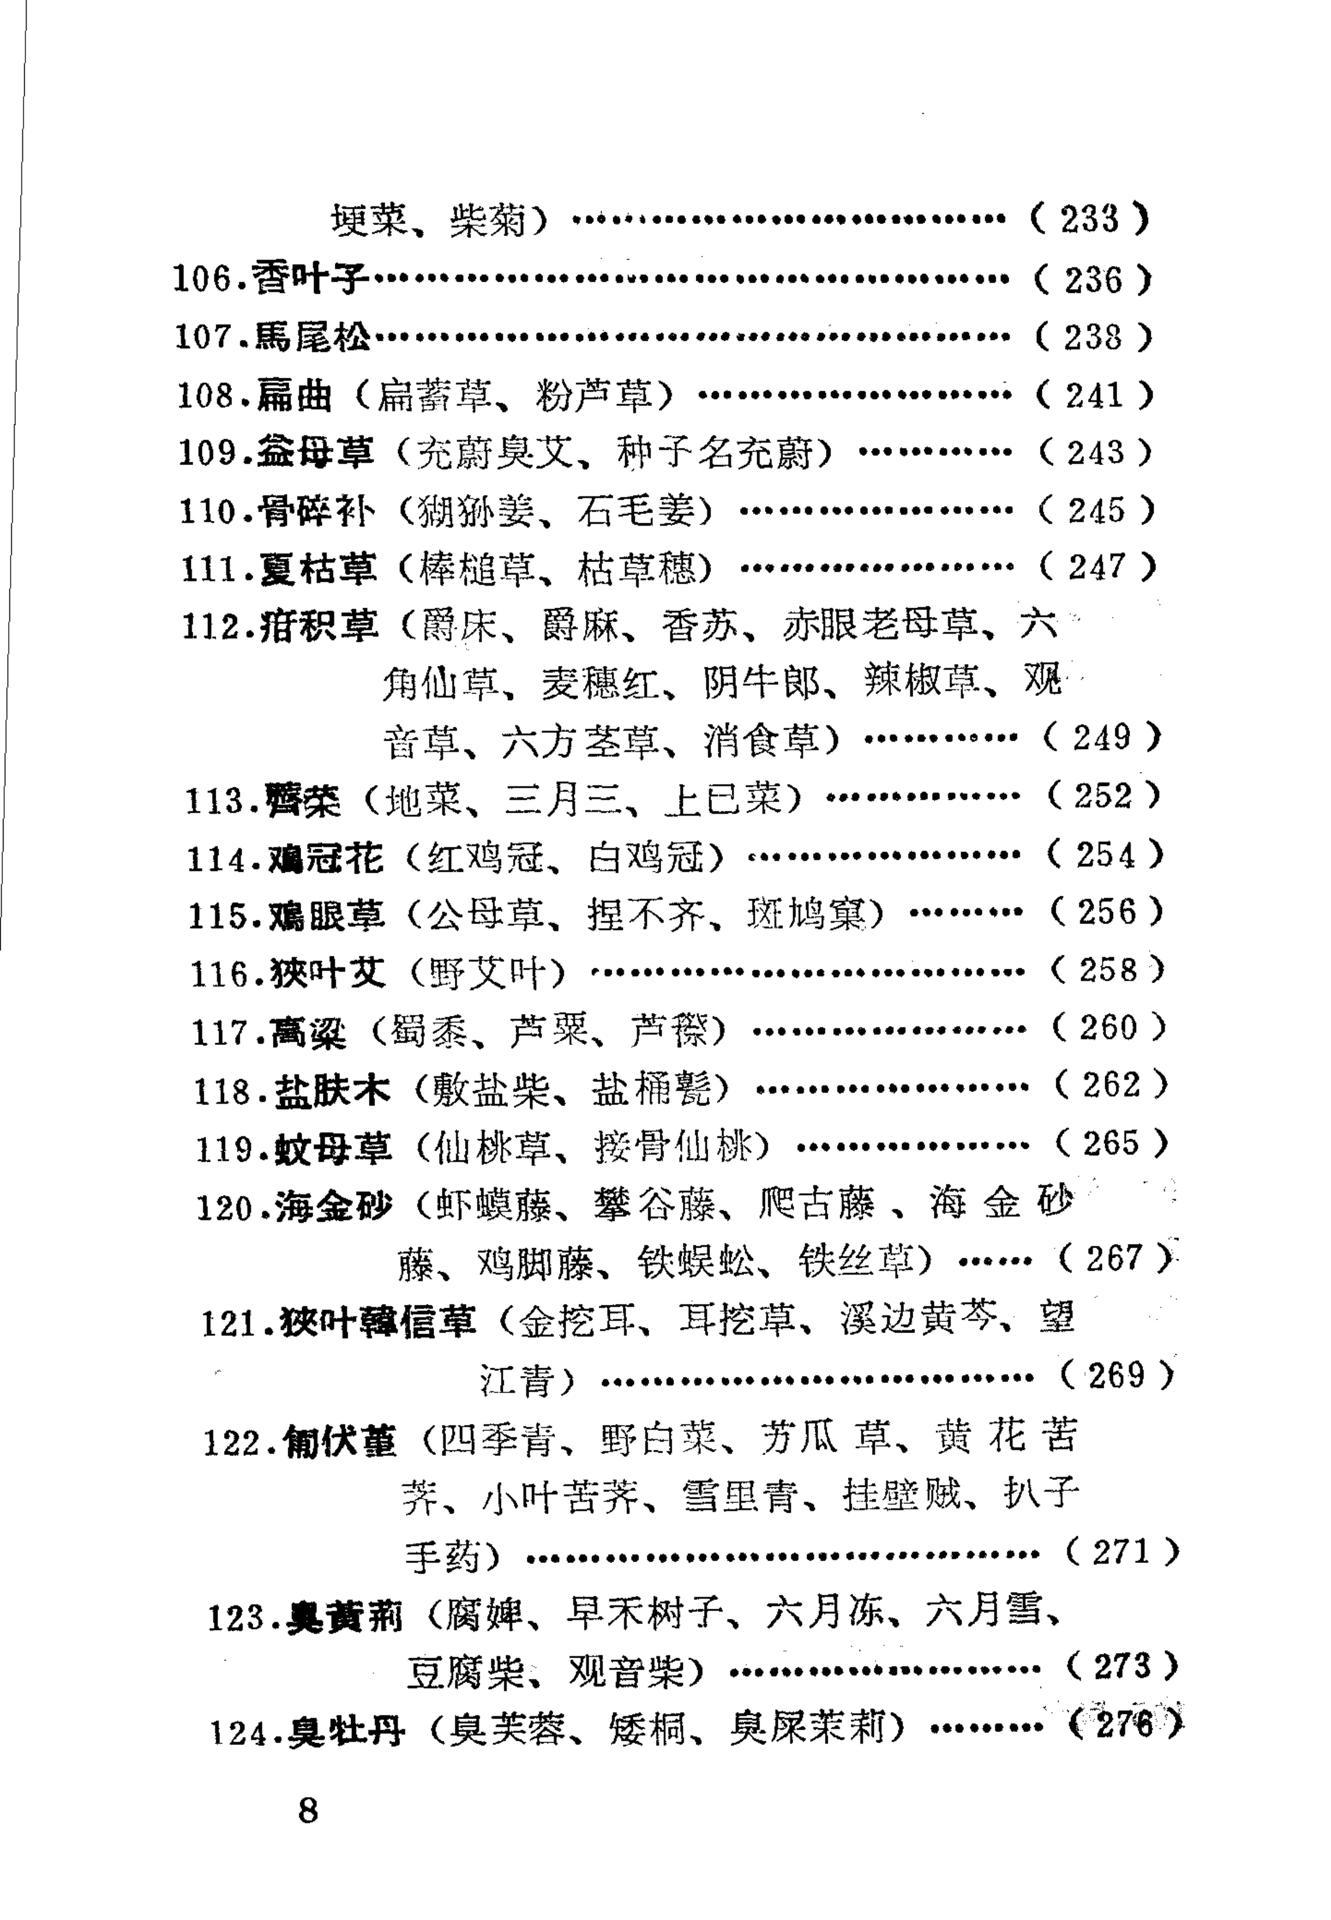 埂菜、柴菊）………………………………（233）
106.香叶子………………………………………（236）
107.馬尾松………………………………………（238）
108.萹曲（扁蓄草、粉芦草）……………………（241）
109.益母草（充蔚臭艾、种子名充蔚）…………（243）
110.骨碎补（猢狲姜、石毛姜）…………………（245）
111.夏枯草（棒槌草、枯草穗）…………………（247）
112.疳积草（爵床、爵麻、香苏、赤眼老母草、六
角仙草、麦穗红、阴牛郎、辣椒草、观
音草、六方茎草、消食草）…………（249）
113.薺菜（地菜、三月三、上巳菜）……………（252）
114.鸡冠花（红鸡冠、白鸡冠）…………………（254）
115.鷄眼草（公母草、捏不齐、斑鸠窠）………（256）
116.狹叶艾（野艾叶）……………………………（258）
117.高梁（蜀黍、芦粟、芦穄）…………………（260）
118.盐肤木（敷盐柴、盐桶甏）…………………（262）
119.蚊母草（仙桃草、接骨仙桃）………………（265）
120.海金砂（虾蟆藤、攀谷藤、爬古藤、海金砂
藤、鸡脚藤、铁蜈蚣、铁丝草）……（267）
121.狹叶韓信草（金挖耳、耳挖草、溪边黄芩、望
江青）……………………………（269）
122.匍伏堇（四季青、野白菜、苦瓜草、黄花苦
荠、小叶苦荠、雪里青、挂壁贼、扒子
手药）…………………………………（271）
123.臭黃荊（腐婢、早禾树子、六月冻、六月雪、
豆腐柴、观音柴）……………………（273）
124.臭牡丹（臭芙蓉、矮桐、臭屎茉莉）………（276）
8